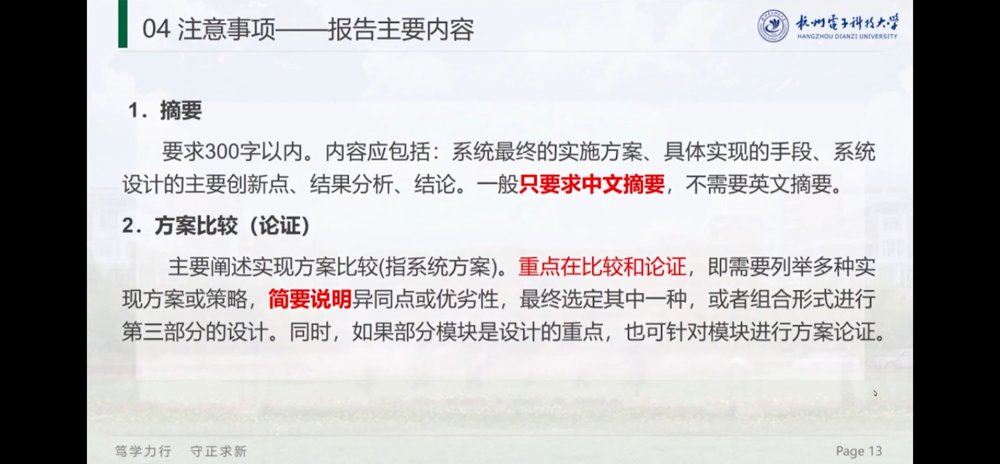 04 注意事项——报告主要内容
杭州電子科技大学
HANGZHOU DIANZI UNIVERSITY
1. 摘要
要求300字以内。内容应包括：系统最终的实施方案、具体实现的手段、系统
设计的主要创新点、结果分析、结论。一般只要求中文摘要，不需要英文摘要。
2. 方案比较（论证）
主要阐述实现方案比较(指系统方案)。重点在比较和论证，即需要列举多种实
现方案或策略，简要说明异同点或优劣性，最终选定其中一种，或者组合形式进行
第三部分的设计。同时，如果部分模块是设计的重点，也可针对模块进行方案论证。
笃学力行 守正求新
Page 13